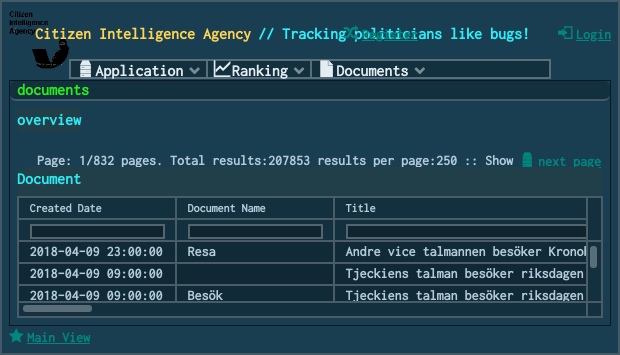 Citizen
Intelligence
Agency
Citizen Intelligence Agency // Tracking politicians like bugs!
Register
Login
Application
Ranking
Documents
documents
overview
Page: 1/832 pages. Total results:207853 results per page:250 :: Show
next page
Document
Created Date Document Name Title
2018-04-09 23:00:00 Resa Andre vice talmannen besöker Kronob
2018-04-09 09:00:00 Tjeckiens talman besöker riksdagen
2018-04-09 09:00:00 Besök Tjeckiens talman besöker riksdagen
Main View